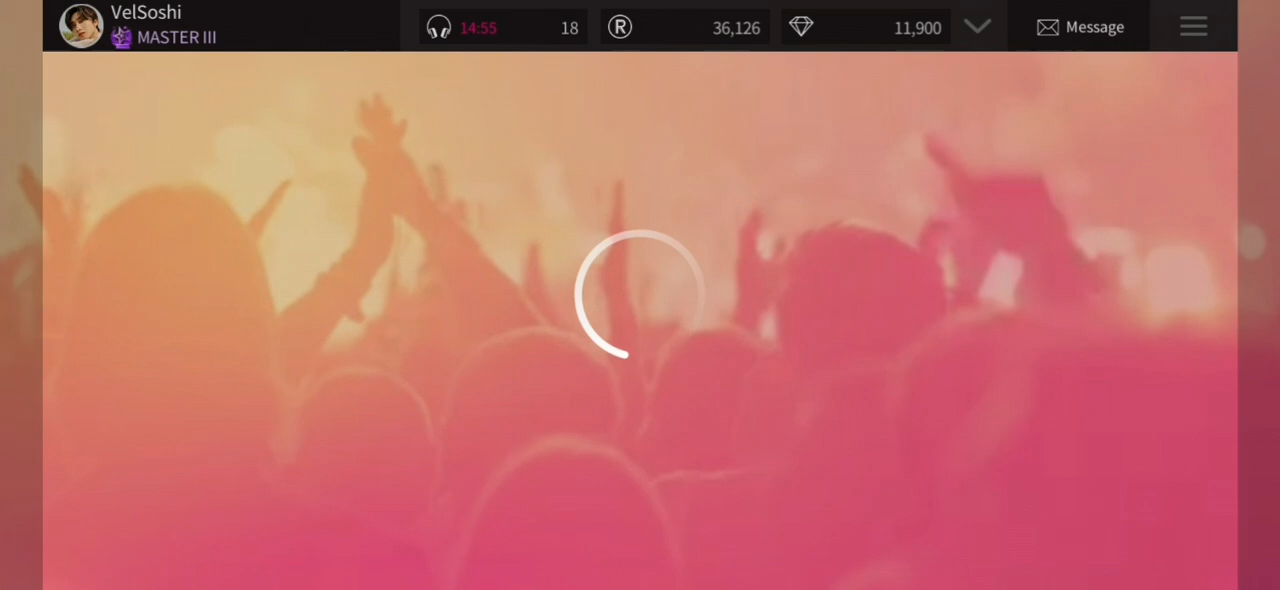 VelSoshi
MASTER III
14:55
18
R
36,126
11,900
Message